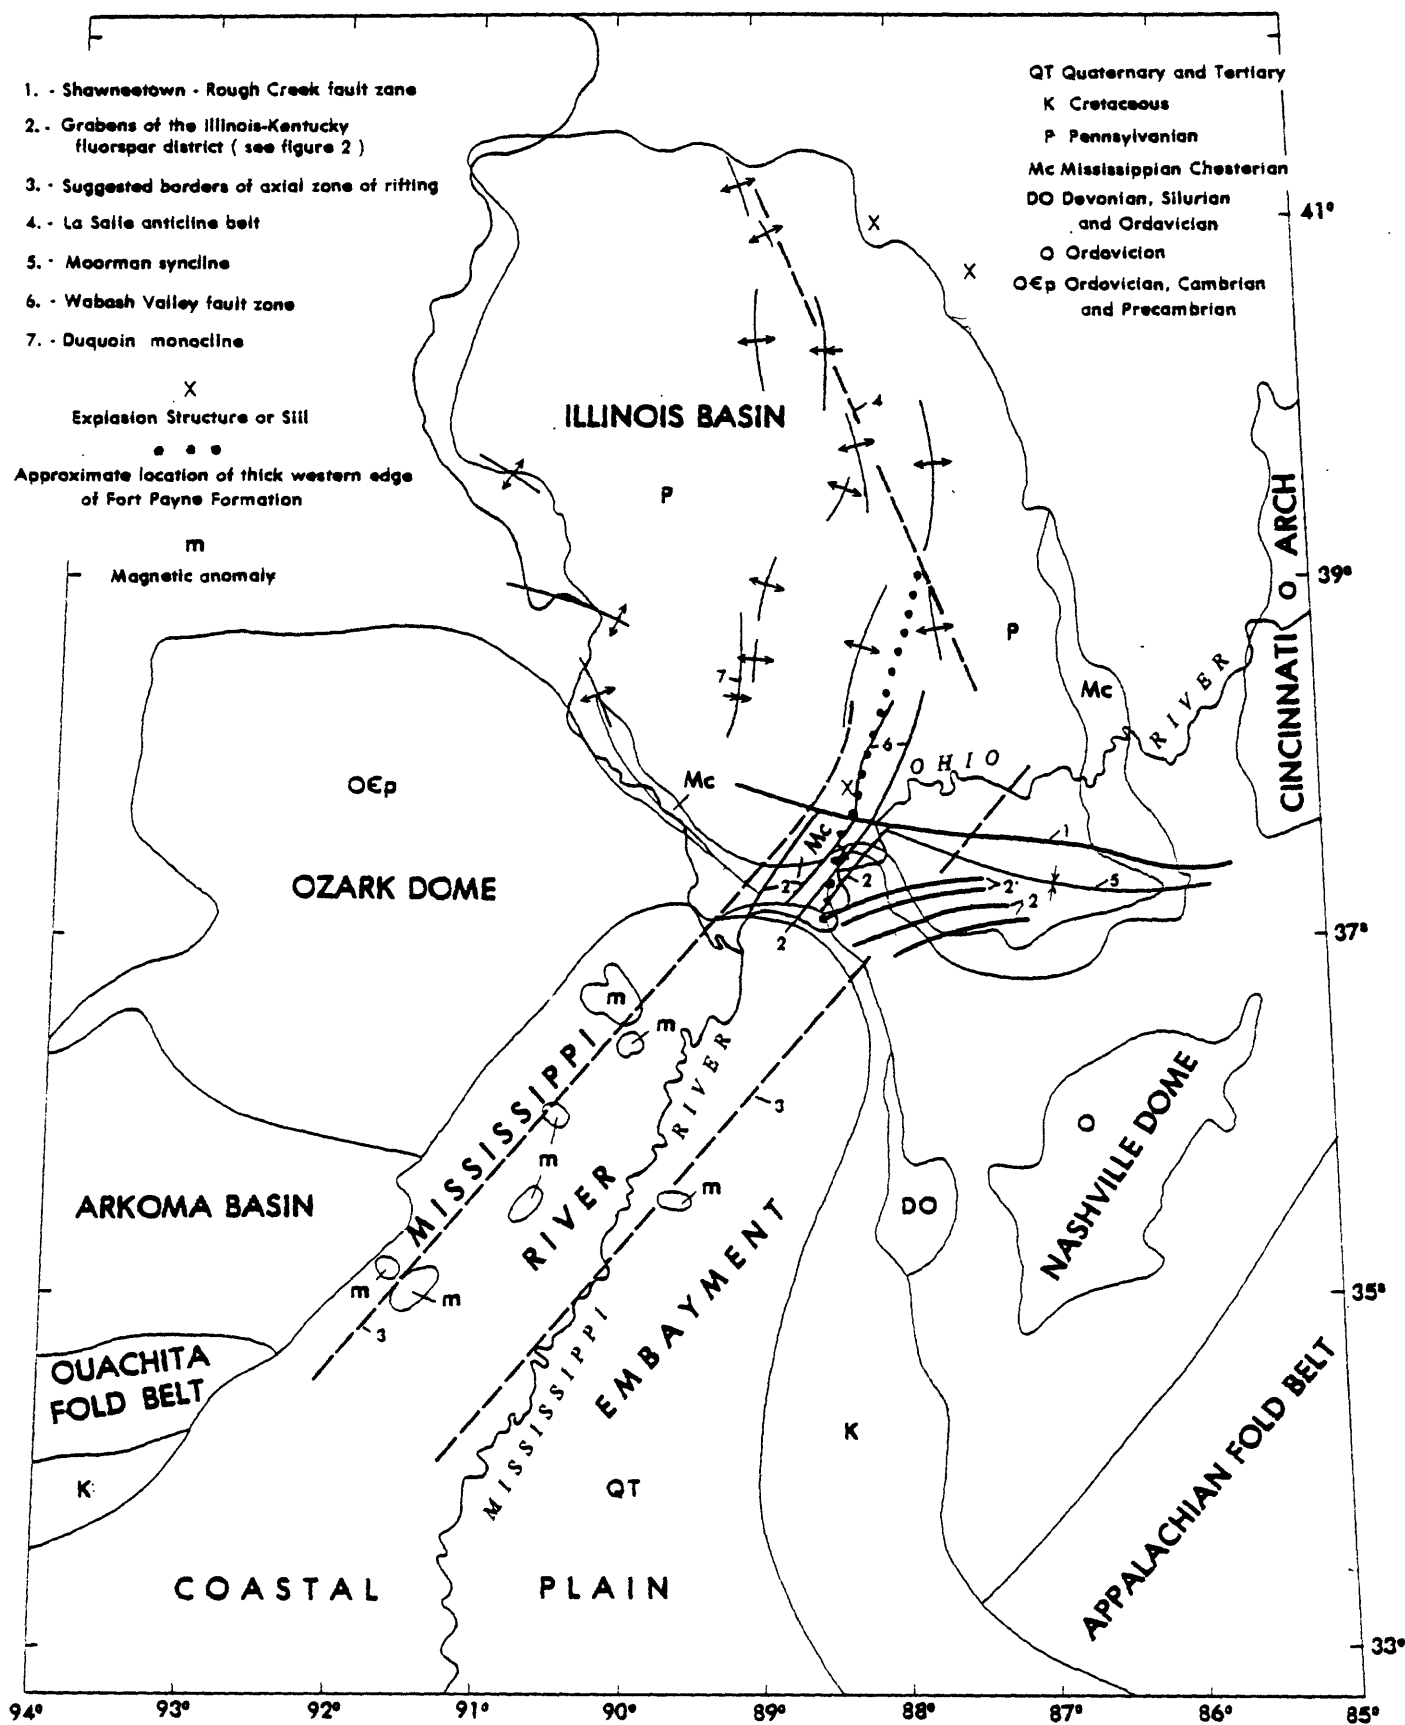 1. - Shawneetown - Rough Creek fault zane
2. - Grabens of the Illinois-Kentucky
fluorspar district ( see figure 2 )
3. - Suggested borders of axial zone of rifting
4. - La Salle anticline belt
5. - Moorman syncline
6. - Wabash Valley fault zone
7. - Duquoin monocline
X
Explosion Structure or Sill
• • •
Approximate location of thick western edge
of Fort Payne Formation
m
Magnetic anomaly
QT Quaternary and Tertiary
K Cretaceous
P Pennsylvanian
Mc Mississippian Chesterian
DO Devonian, Silurian
and Ordavician
O Ordovician
O€p Ordovician, Cambrian
and Precambrian
41°
X
X
4
ILLINOIS BASIN
P
CINCINNATI O ARCH
39°
P
7
Mc
RIVER
6
OHIO
X
Mc
O€p
Mc
1
OZARK DOME
2
2
2
5
2
2
37°
m
m
MISSISSIPPI
RIVER
EMBAYMENT
MISSISSIPPI
RIVER
3
m
m
O
NASHVILLE DOME
ARKOMA BASIN
DO
m
m
3
35°
OUACHITA
FOLD BELT
K
K
QT
APPALACHIAN FOLD BELT
COASTAL PLAIN
33°
94° 93° 92° 91° 90° 89° 88° 87° 86° 85°